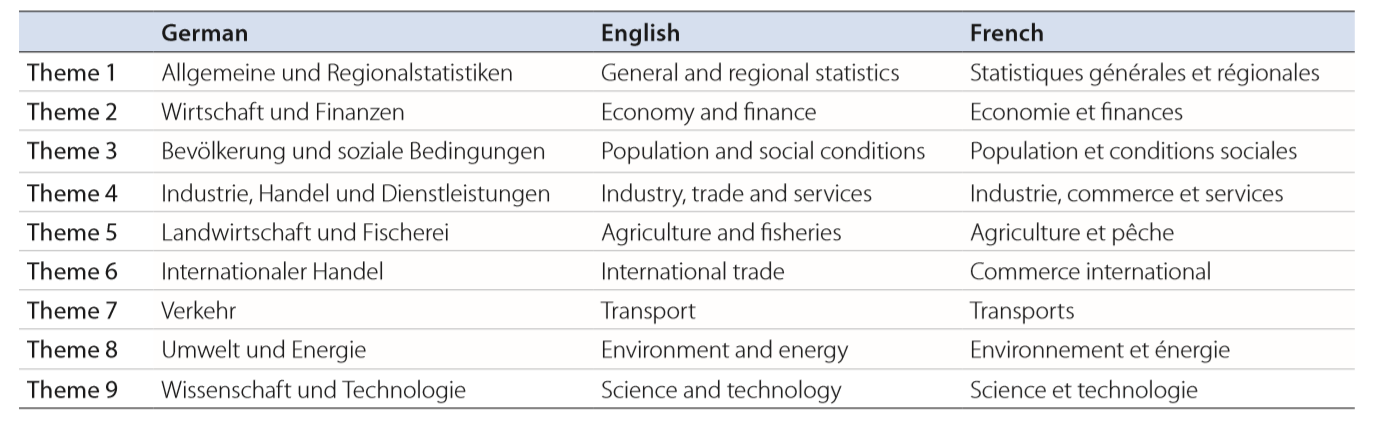 German English French
Theme 1 Allgemeine und Regionalstatistiken General and regional statistics Statistiques générales et régionales
Theme 2 Wirtschaft und Finanzen Economy and finance Economie et finances
Theme 3 Bevölkerung und soziale Bedingungen Population and social conditions Population et conditions sociales
Theme 4 Industrie, Handel und Dienstleistungen Industry, trade and services Industrie, commerce et services
Theme 5 Landwirtschaft und Fischerei Agriculture and fisheries Agriculture et pêche
Theme 6 Internationaler Handel International trade Commerce international
Theme 7 Verkehr Transport Transports
Theme 8 Umwelt und Energie Environment and energy Environnement et énergie
Theme 9 Wissenschaft und Technologie Science and technology Science et technologie